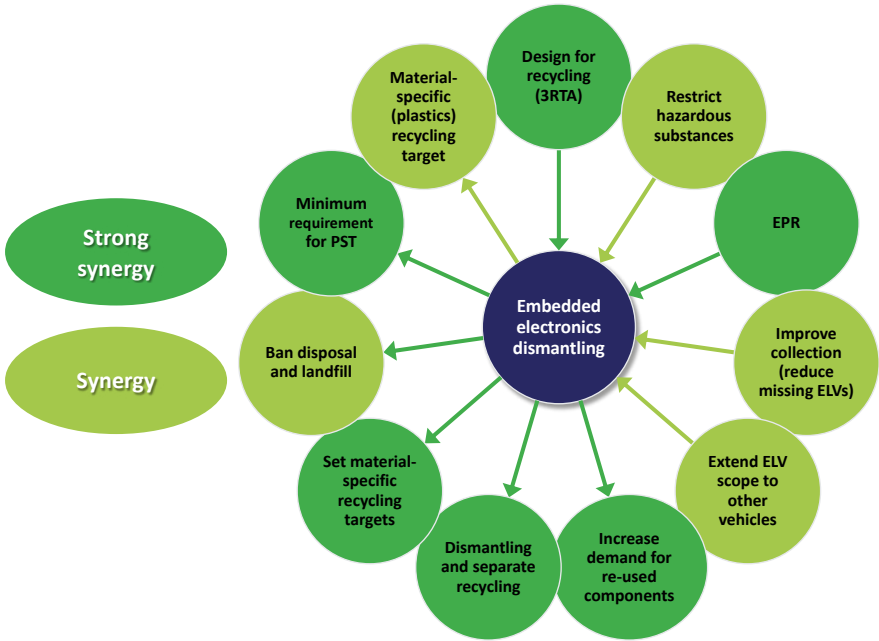 Design for
recycling
(3RTA)
Restrict
hazardous
substances
EPR
Improve
collection
(reduce
missing ELVs)
Extend ELV
scope to
other
vehicles
Increase
demand for
re-used
components
Dismantling
and separate
recycling
Set material-
specific
recycling
targets
Ban disposal
and landfill
Minimum
requirement
for PST
Material-
specific
(plastics)
recycling
target
Embedded
electronics
dismantling
Strong
synergy
Synergy